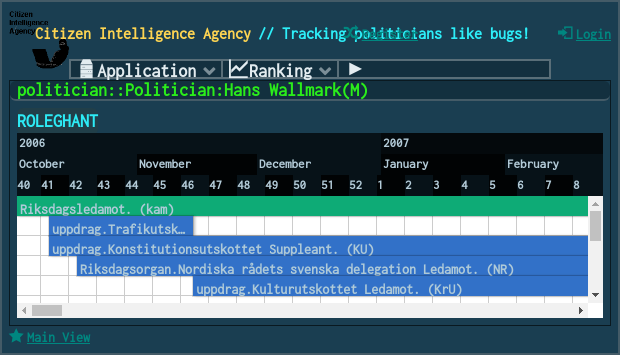 Citizen
Intelligence
Agency
Citizen Intelligence Agency // Tracking politicians like bugs!
Login
Application Ranking
politician::Politician:Hans Wallmark(M)
ROLEGHANT
2006 2007
October November December January February
40 41 42 43 44 45 46 47 48 49 50 51 52 1 2 3 4 5 6 7 8
Riksdagsledamot. (kam)
uppdrag.Trafikutsk…
uppdrag.Konstitutionsutskottet Suppleant. (KU)
Riksdagsorgan.Nordiska rådets svenska delegation Ledamot. (NR)
uppdrag.Kulturutskottet Ledamot. (KrU)
Main View